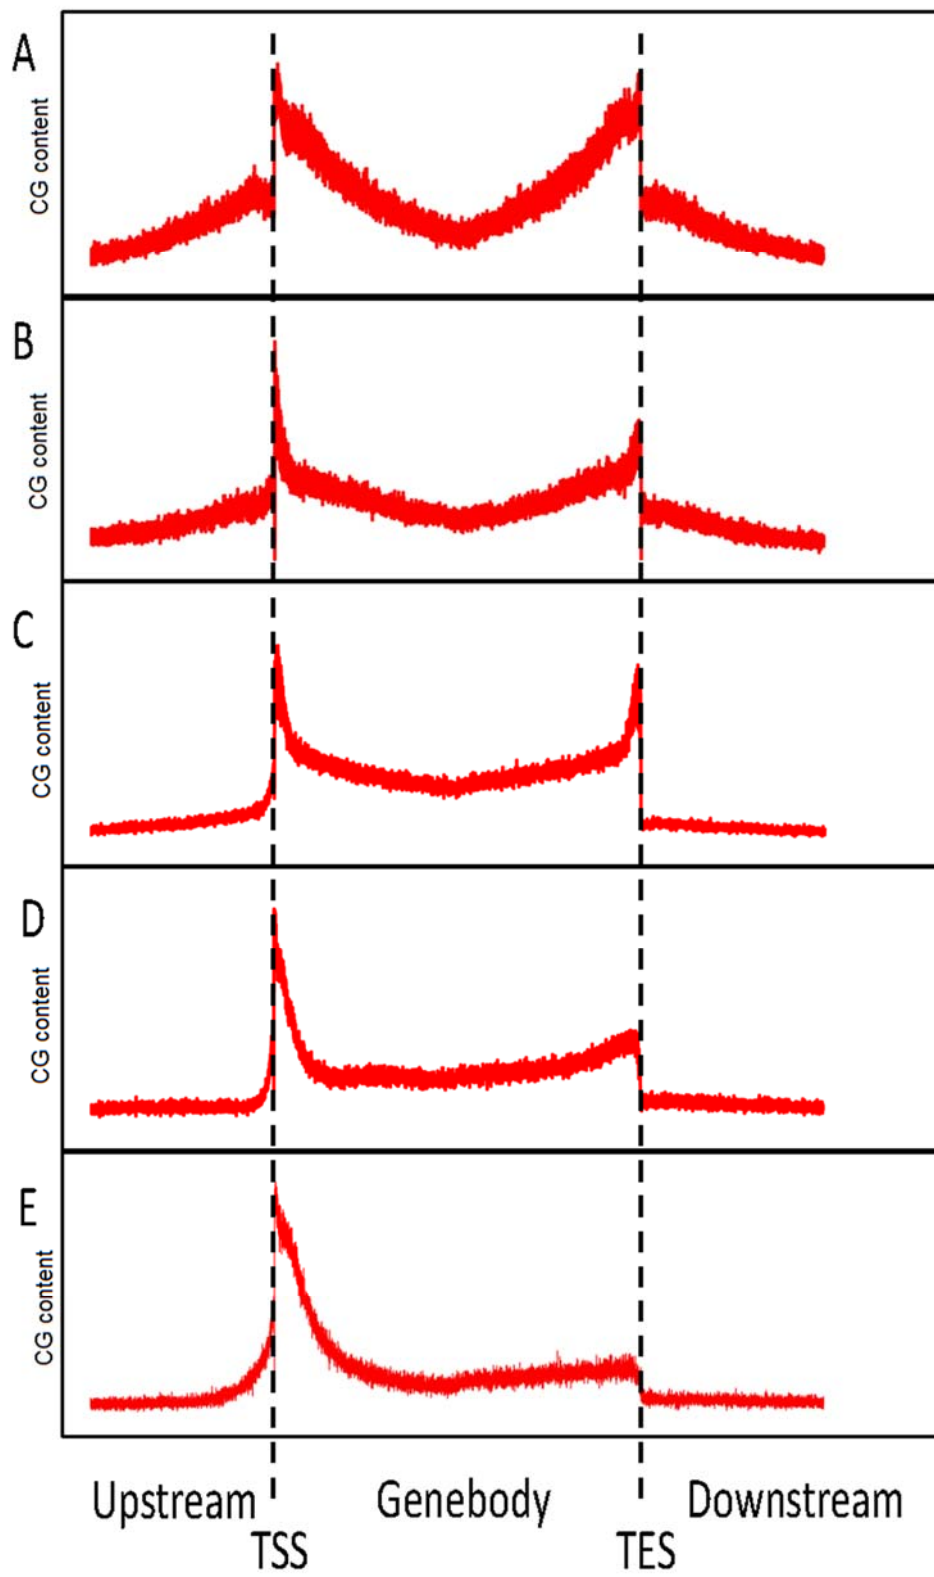 A
CG content
B
CG content
C
CG content
D
CG content
E
CG content
Upstream Genebody Downstream
TSS TES